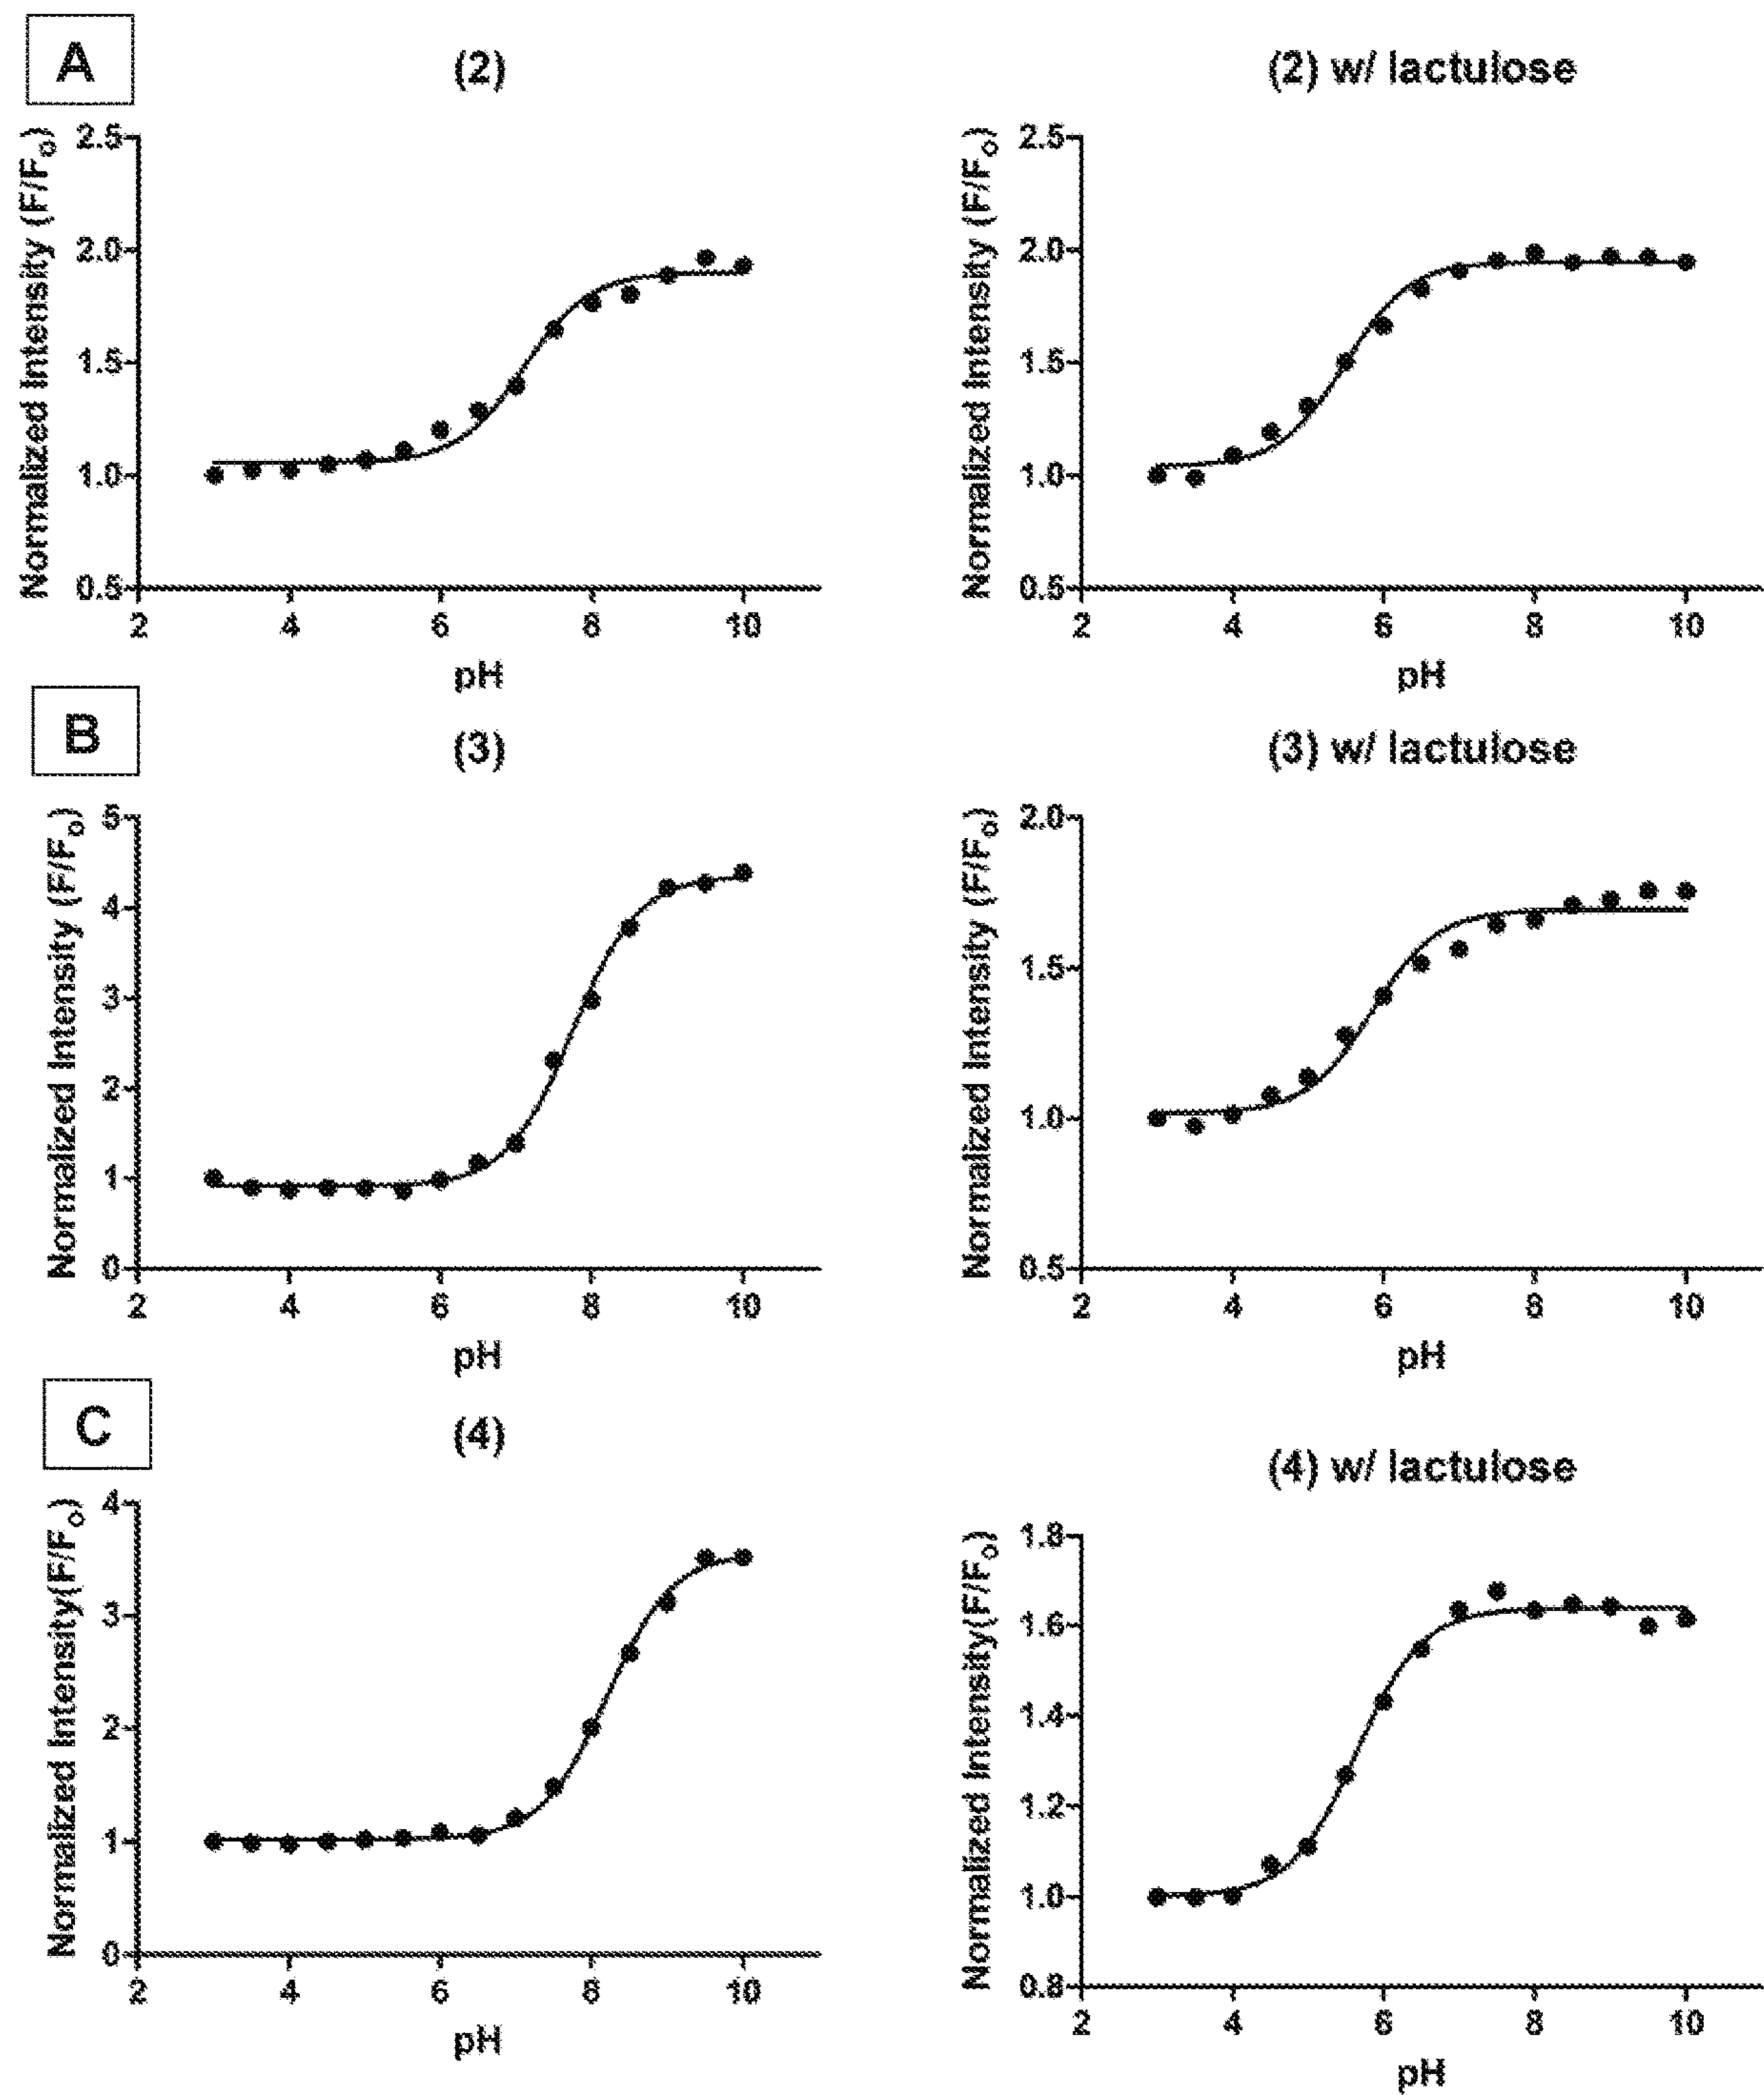 A
(2)
(2) w/ lactulose
Normalized Intensity (F/Fo)
2.5
2.0
1.5
1.0
0.5
2 4 6 8 10
pH
Normalized Intensity (F/Fo)
2.5
2.0
1.5
1.0
0.5
2 4 6 8 10
pH
B
(3)
(3) w/ lactulose
Normalized Intensity (F/Fo)
5
4
3
2
1
0
2 4 6 8 10
pH
Normalized Intensity (F/Fo)
2.0
1.5
1.0
0.5
2 4 6 8 10
pH
C
(4)
(4) w/ lactulose
Normalized Intensity(F/Fo)
4
3
2
1
0
2 4 6 8 10
pH
Normalized Intensity(F/Fo)
1.8
1.6
1.4
1.2
1.0
0.8
2 4 6 8 10
pH